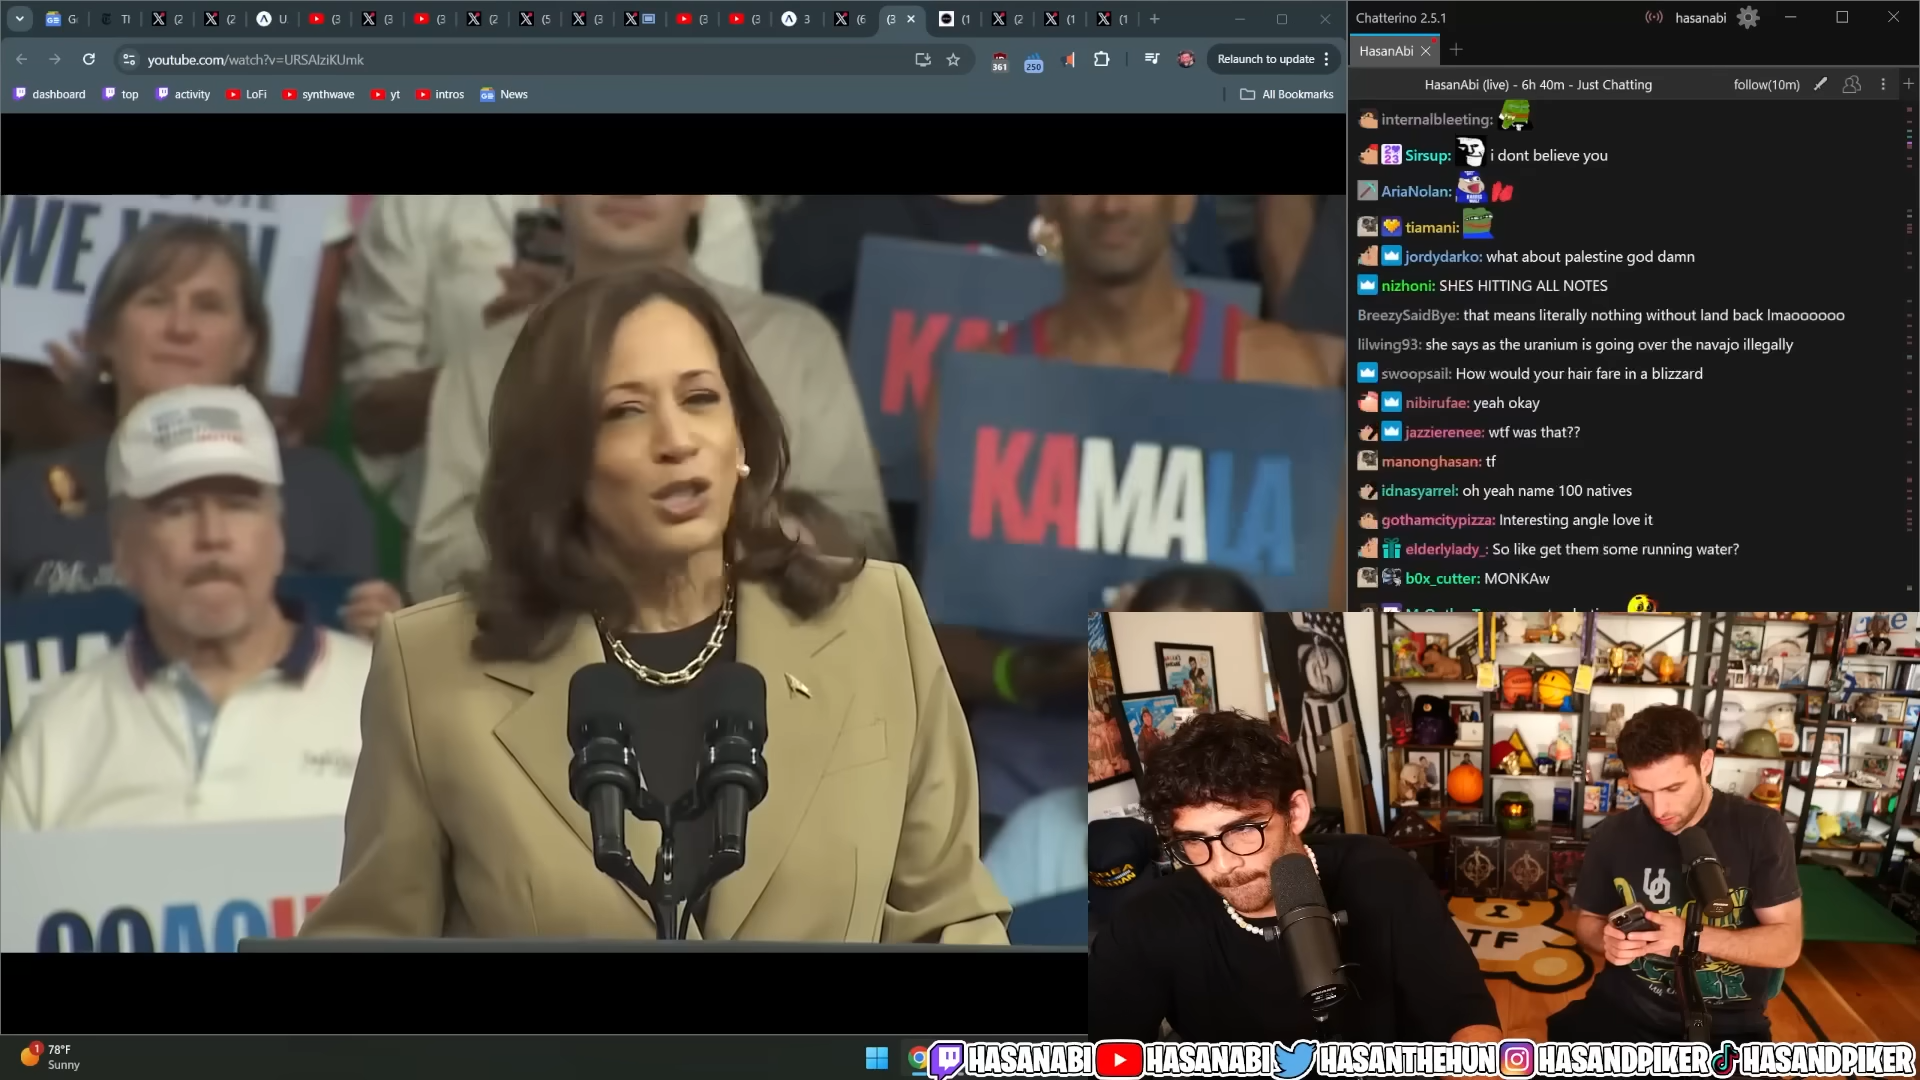 youtube.com/watch?v=URSAlziKUmk
361
250
Relaunch to update
dashboard
top
activity
LoFi
synthwave
yt
intros
News
All Bookmarks
Chatterino 2.5.1
hasanabi
HasanAbi
HasanAbi (live) - 6h 40m - Just Chatting
follow(10m)
internalbleeting:
Sirsup: i dont believe you
AriaNolan:
tiamani:
jordydarko: what about palestine god damn
nizhoni: SHES HITTING ALL NOTES
BreezySaidBye: that means literally nothing without land back lmaoooooo
lilwing93: she says as the uranium is going over the navajo illegally
swoopsail: How would your hair fare in a blizzard
nibirufae: yeah okay
jazzierenee: wtf was that??
manonghasan: tf
idnasyarrel: oh yeah name 100 natives
gothamcitypizza: Interesting angle love it
elderlylady_: So like get them some running water?
b0x_cutter: MONKAw
WE WIN
KAMALA
COACH
TF
78°F
Sunny
HASANABI HASANABI HASANTHEHUN HASANDPIKER HASANDPIKER